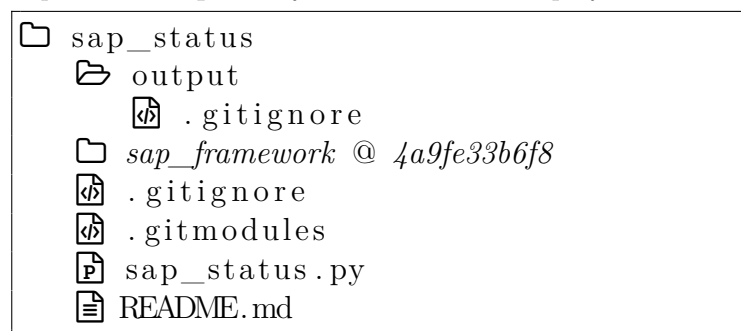 sap_status
output
.gitignore
sap_framework @ 4a9fe33b6f8
.gitignore
.gitmodules
sap_status.py
README.md